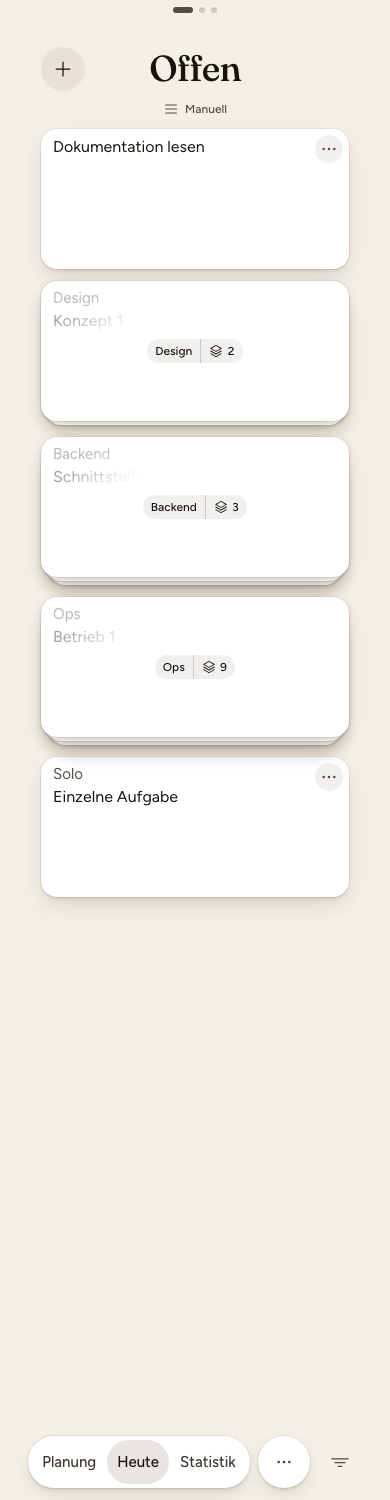 Offen
Manuell
Dokumentation lesen
Design
Konzept 1
Design 2
Backend
Backend 3
Ops
Betrieb 1
Ops 9
Solo
Einzelne Aufgabe
Planung Heute Statistik